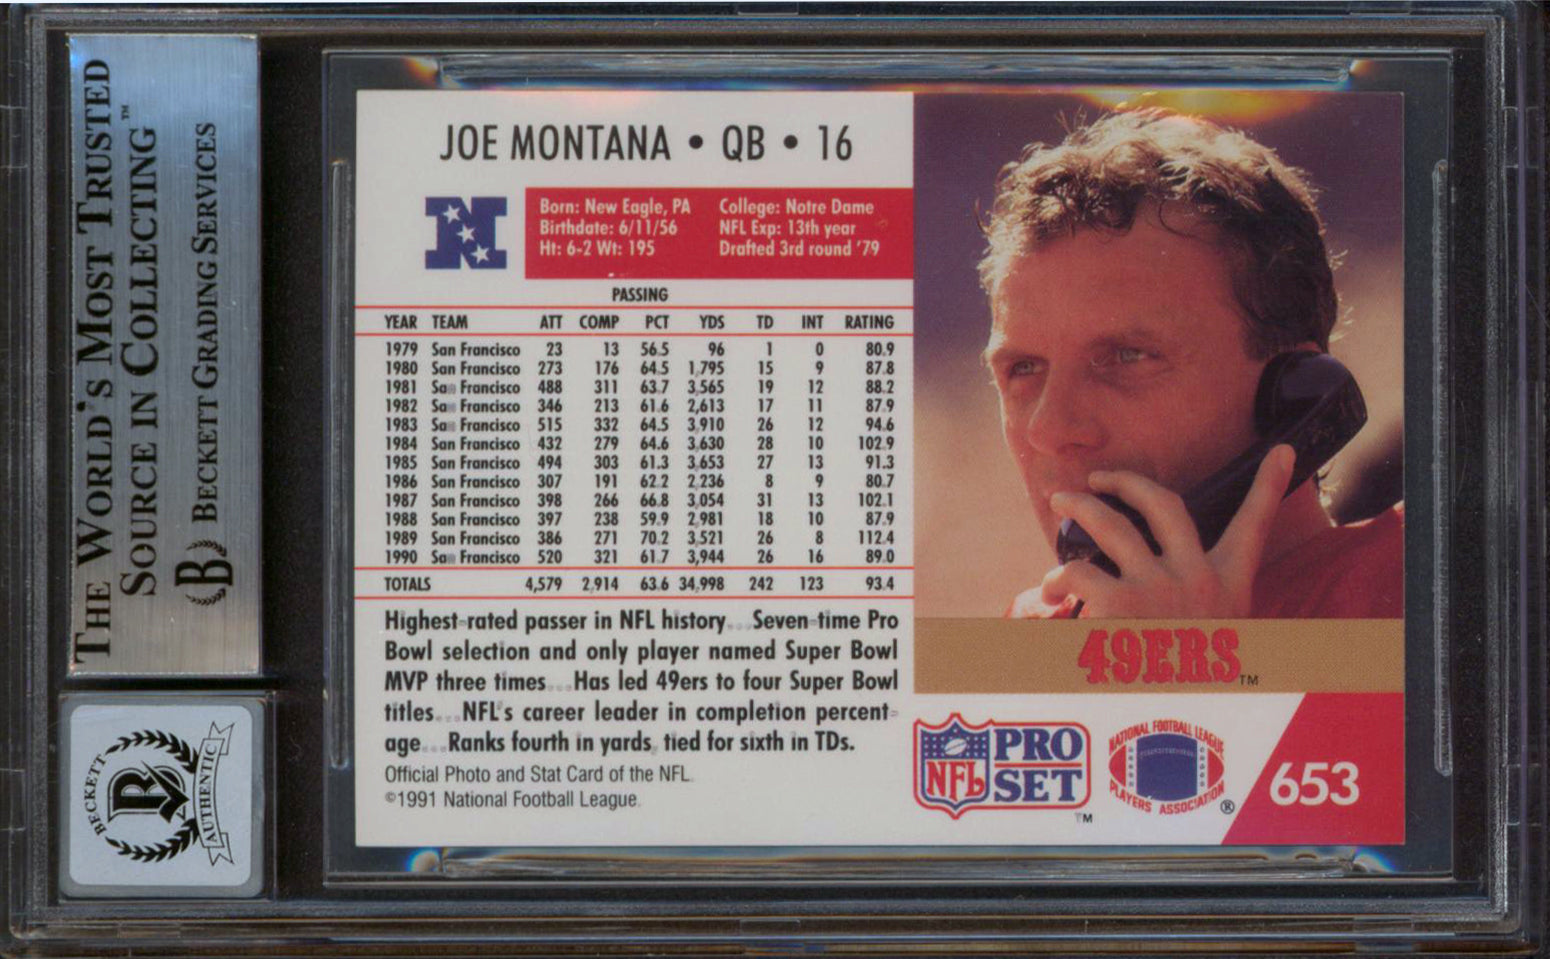 THE WORLD'S MOST TRUSTED
SOURCE IN COLLECTING™
BECKETT GRADING SERVICES
B
BECKETT
B
AUTHENTIC
JOE MONTANA • QB • 16
N
Born: New Eagle, PA College: Notre Dame
Birthdate: 6/11/56 NFL Exp: 13th year
Ht: 6-2 Wt: 195 Drafted 3rd round '79
PASSING
YEAR TEAM ATT COMP PCT YDS TD INT RATING
1979 San Francisco 23 13 56.5 96 1 0 80.9
1980 San Francisco 273 176 64.5 1,795 15 9 87.8
1981 San Francisco 488 311 63.7 3,565 19 12 88.2
1982 San Francisco 346 213 61.6 2,613 17 11 87.9
1983 San Francisco 515 332 64.5 3,910 26 12 94.6
1984 San Francisco 432 279 64.6 3,630 28 10 102.9
1985 San Francisco 494 303 61.3 3,653 27 13 91.3
1986 San Francisco 307 191 62.2 2,236 8 9 80.7
1987 San Francisco 398 266 66.8 3,054 31 13 102.1
1988 San Francisco 397 238 59.9 2,981 18 10 87.9
1989 San Francisco 386 271 70.2 3,521 26 8 112.4
1990 San Francisco 520 321 61.7 3,944 26 16 89.0
TOTALS 4,579 2,914 63.6 34,998 242 123 93.4
Highest-rated passer in NFL history...Seven-time Pro
Bowl selection and only player named Super Bowl
MVP three times...Has led 49ers to four Super Bowl
titles...NFL's career leader in completion percent-
age...Ranks fourth in yards, tied for sixth in TDs.
Official Photo and Stat Card of the NFL.
©1991 National Football League.
49ERS™
NFL PRO SET™
NATIONAL FOOTBALL LEAGUE
PLAYERS ASSOCIATION®
653